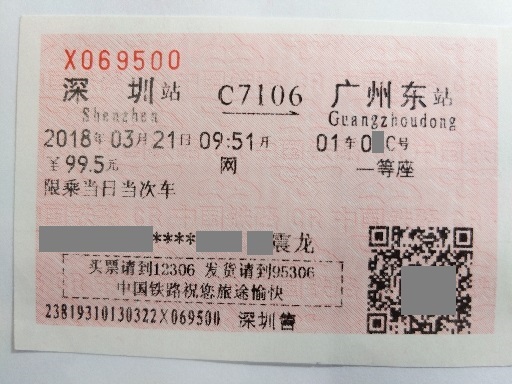 X069500
深圳站 C7106 广州东站
Shenzhen Guangzhoudong
2018年03月21日09:51开 01车0 C号
￥99.5元 网 一等座
限乘当日当次车
****震龙
买票请到12306 发货请到95306
中国铁路祝您旅途愉快
23819310130322X069500 深圳售